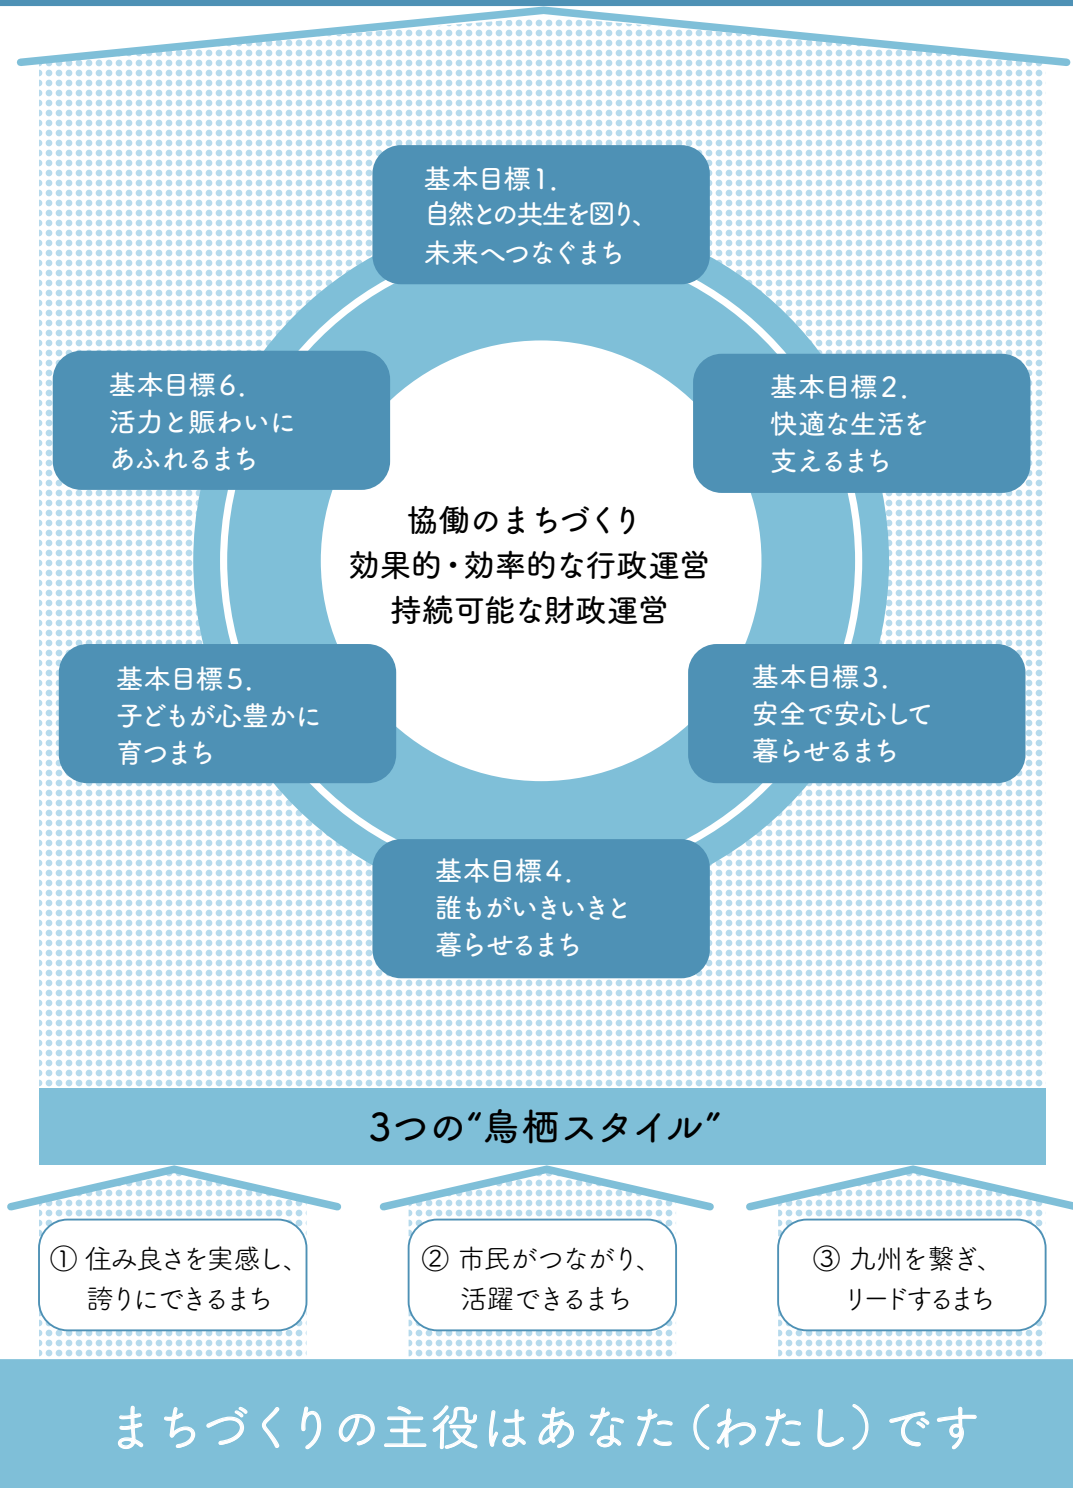 基本目標1.
自然との共生を図り、
未来へつなぐまち
基本目標6.
活力と賑わいに
あふれるまち
基本目標2.
快適な生活を
支えるまち
協働のまちづくり
効果的・効率的な行政運営
持続可能な財政運営
基本目標5.
子どもが心豊かに
育つまち
基本目標3.
安全で安心して
暮らせるまち
基本目標4.
誰もがいきいきと
暮らせるまち
3つの“鳥栖スタイル”
① 住み良さを実感し、
誇りにできるまち
② 市民がつながり、
活躍できるまち
③ 九州を繋ぎ、
リードするまち
まちづくりの主役はあなた(わたし)です